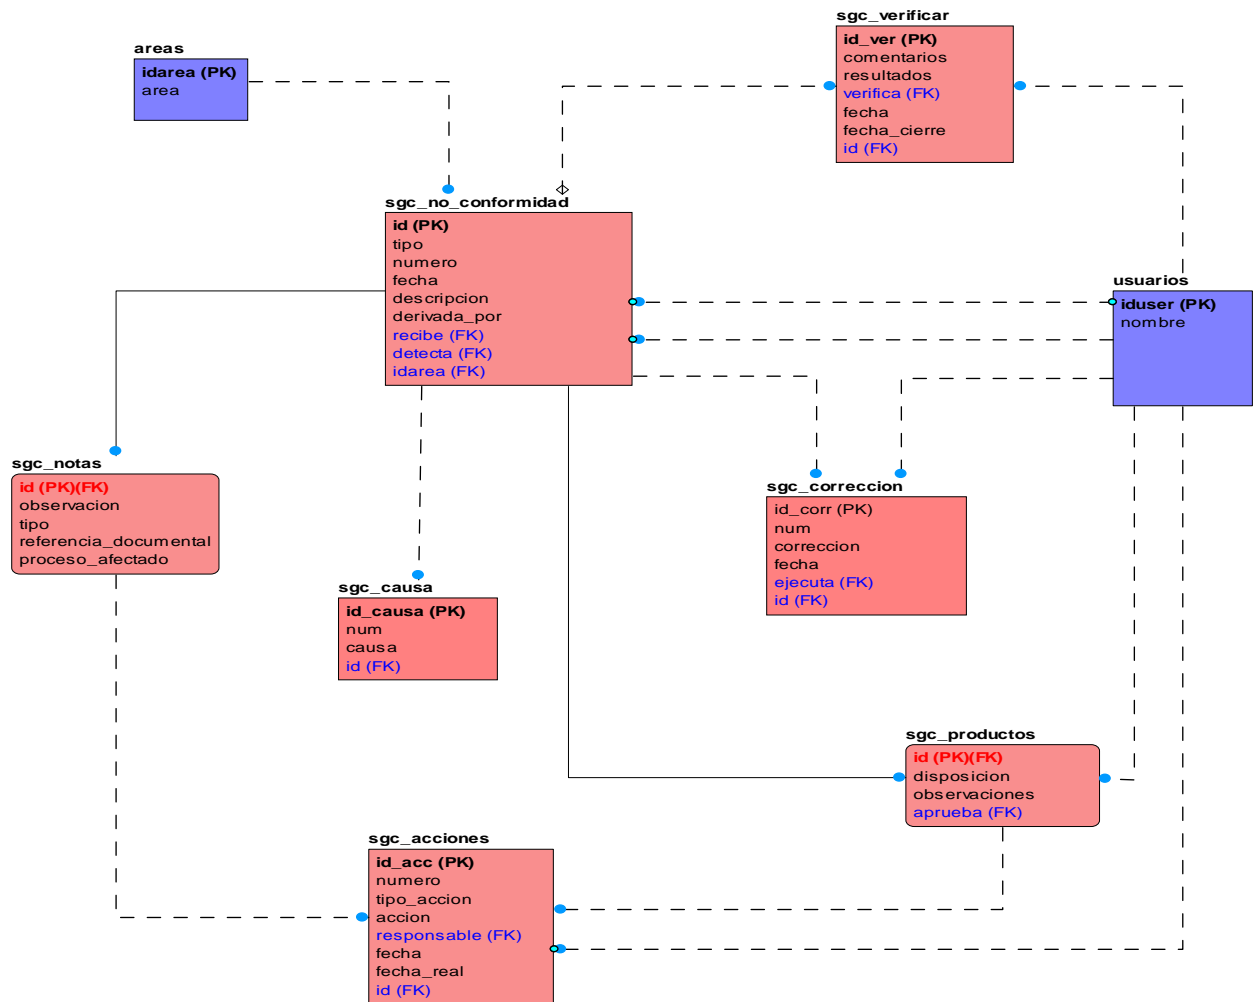 sgc_verificar
id_ver (PK)
comentarios
resultados
verifica (FK)
fecha
fecha_cierre
id (FK)
areas
idarea (PK)
area
sgc_no_conformidad
id (PK)
tipo
numero
fecha
descripcion
derivada_por
recibe (FK)
detecta (FK)
idarea (FK)
usuarios
iduser (PK)
nombre
sgc_notas
id (PK)(FK)
observacion
tipo
referencia_documental
proceso_afectado
sgc_correccion
id_corr (PK)
num
correccion
fecha
ejecuta (FK)
id (FK)
sgc_causa
id_causa (PK)
num
causa
id (FK)
sgc_productos
id (PK)(FK)
disposicion
observaciones
aprueba (FK)
sgc_acciones
id_acc (PK)
numero
tipo_accion
accion
responsable (FK)
fecha
fecha_real
id (FK)